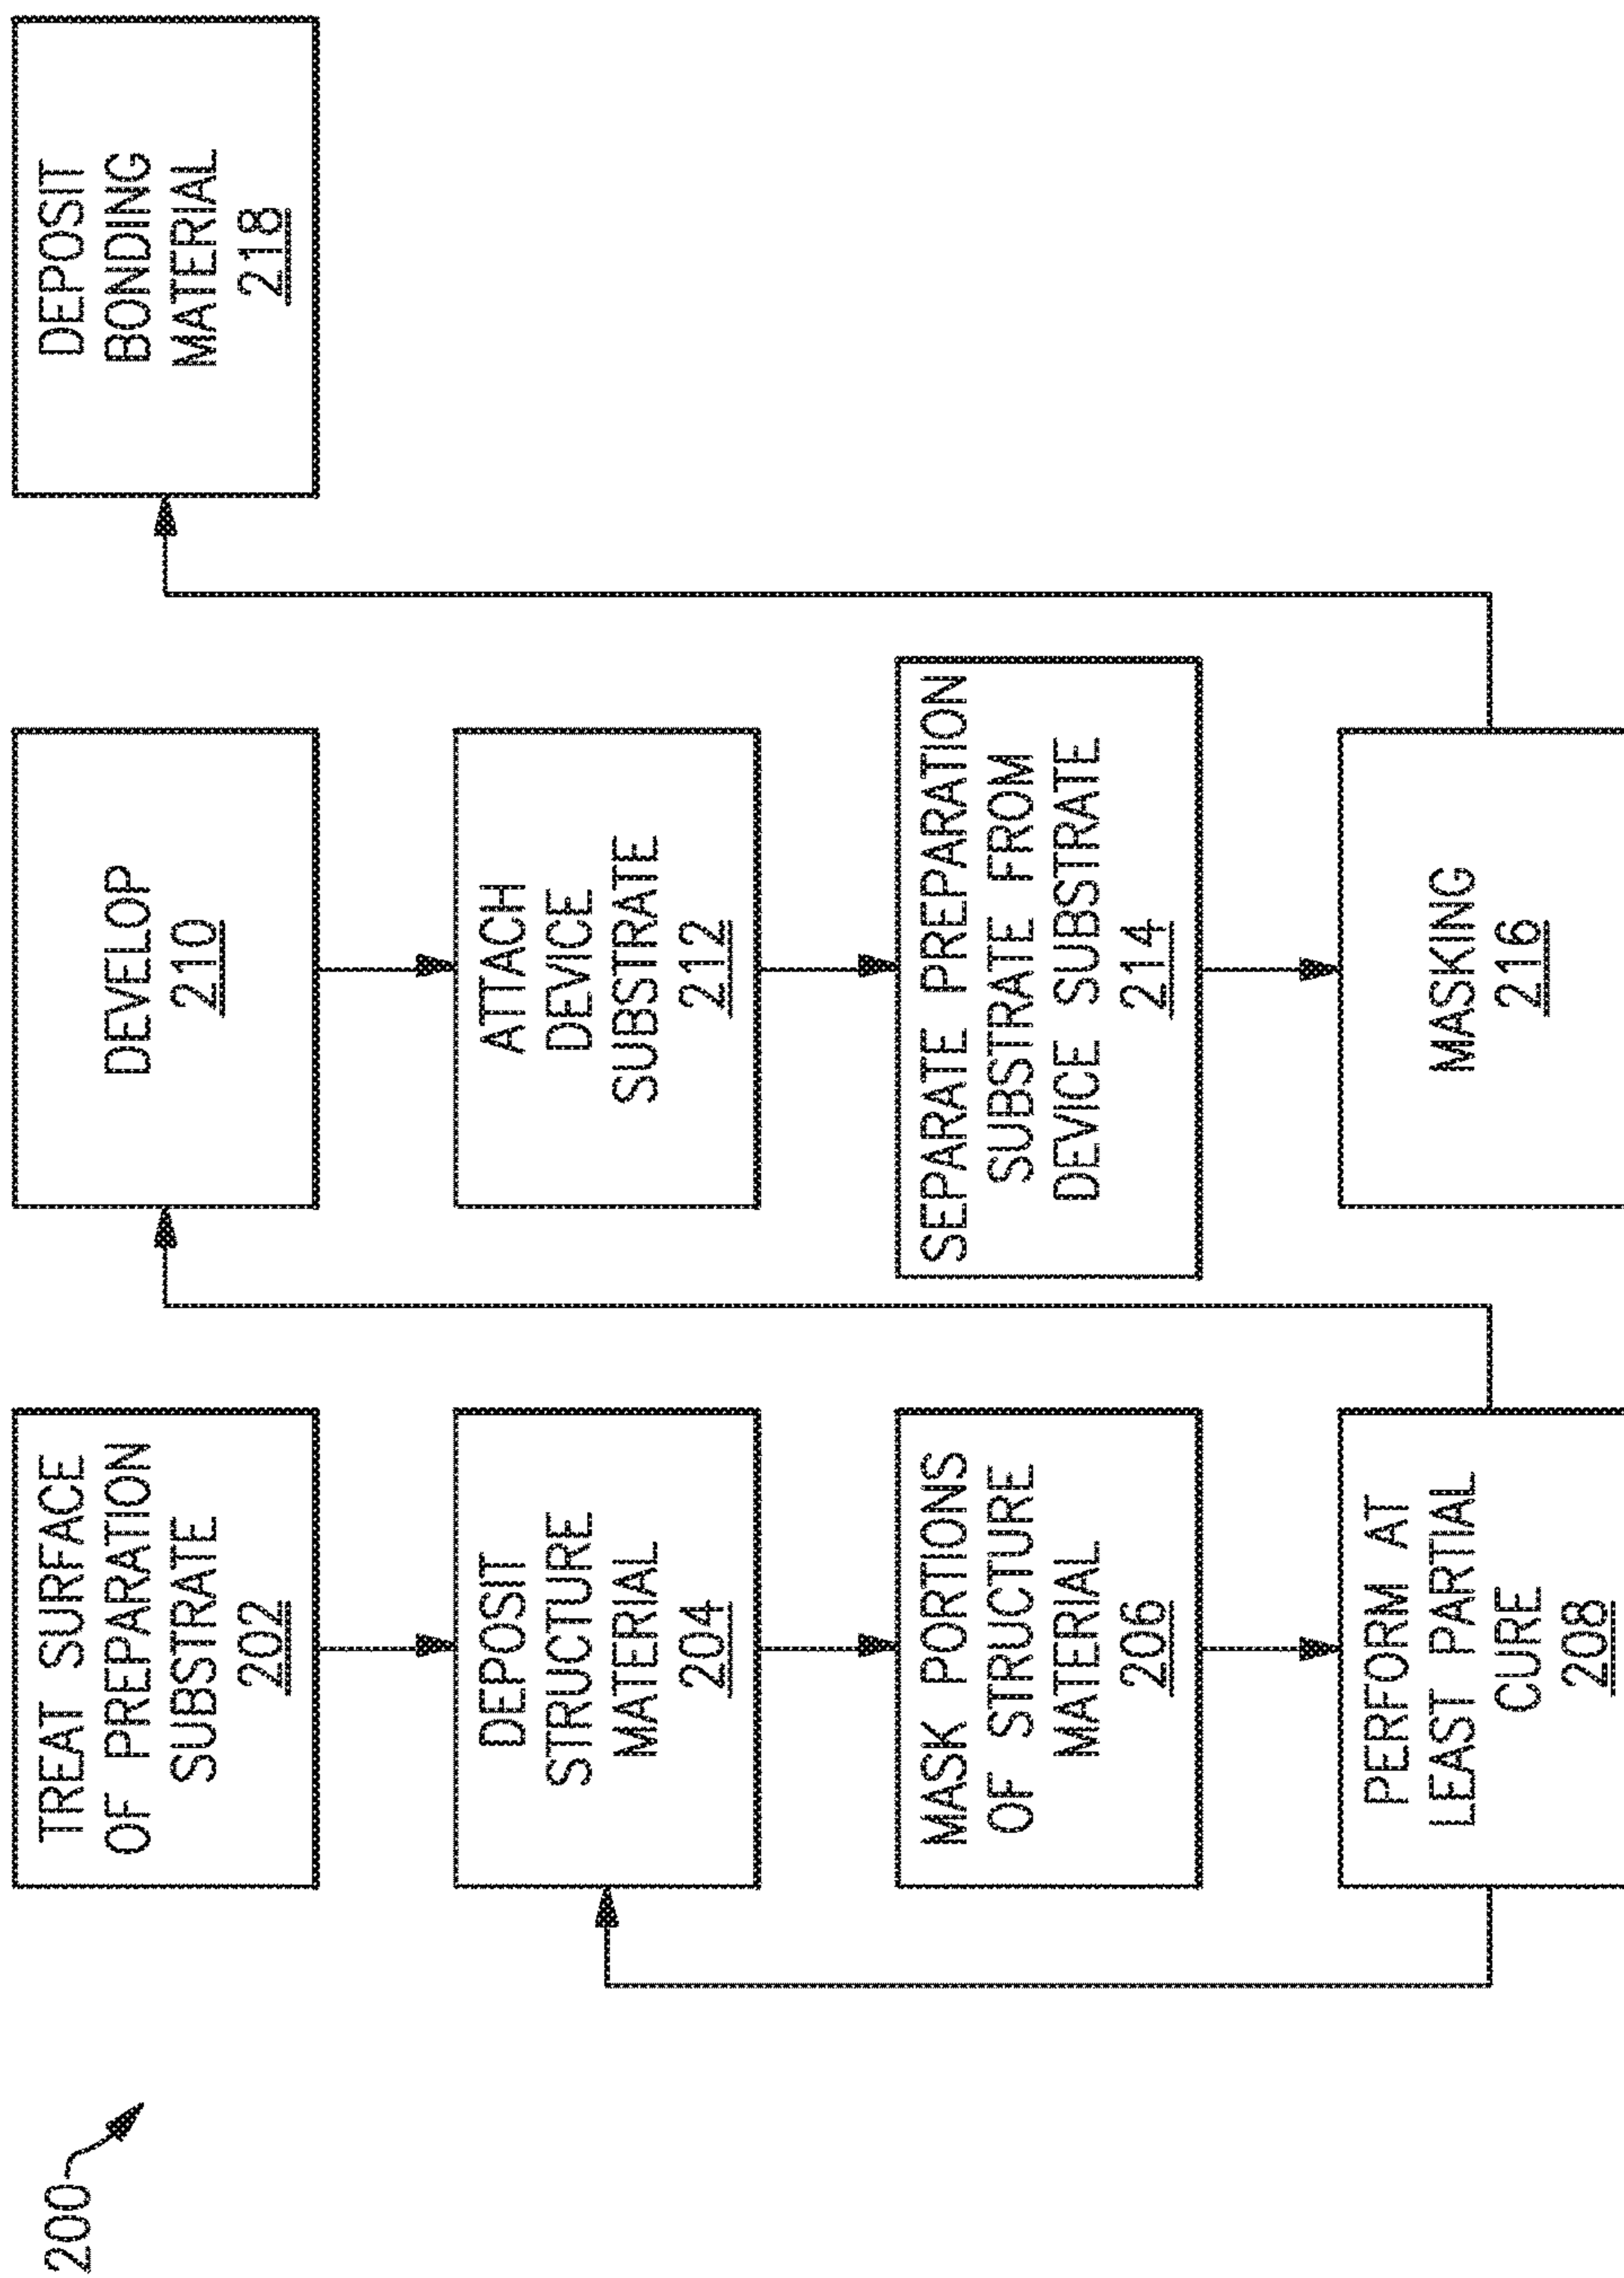 200
TREAT SURFACE
OF PREPARATION
SUBSTRATE
202
DEPOSIT
STRUCTURE
MATERIAL
204
MASK PORTIONS
OF STRUCTURE
MATERIAL
206
PERFORM AT
LEAST PARTIAL
CURE
208
DEVELOP
210
ATTACH
DEVICE
SUBSTRATE
212
SEPARATE PREPARATION
SUBSTRATE FROM
DEVICE SUBSTRATE
214
MASKING
216
DEPOSIT
BONDING
MATERIAL
218